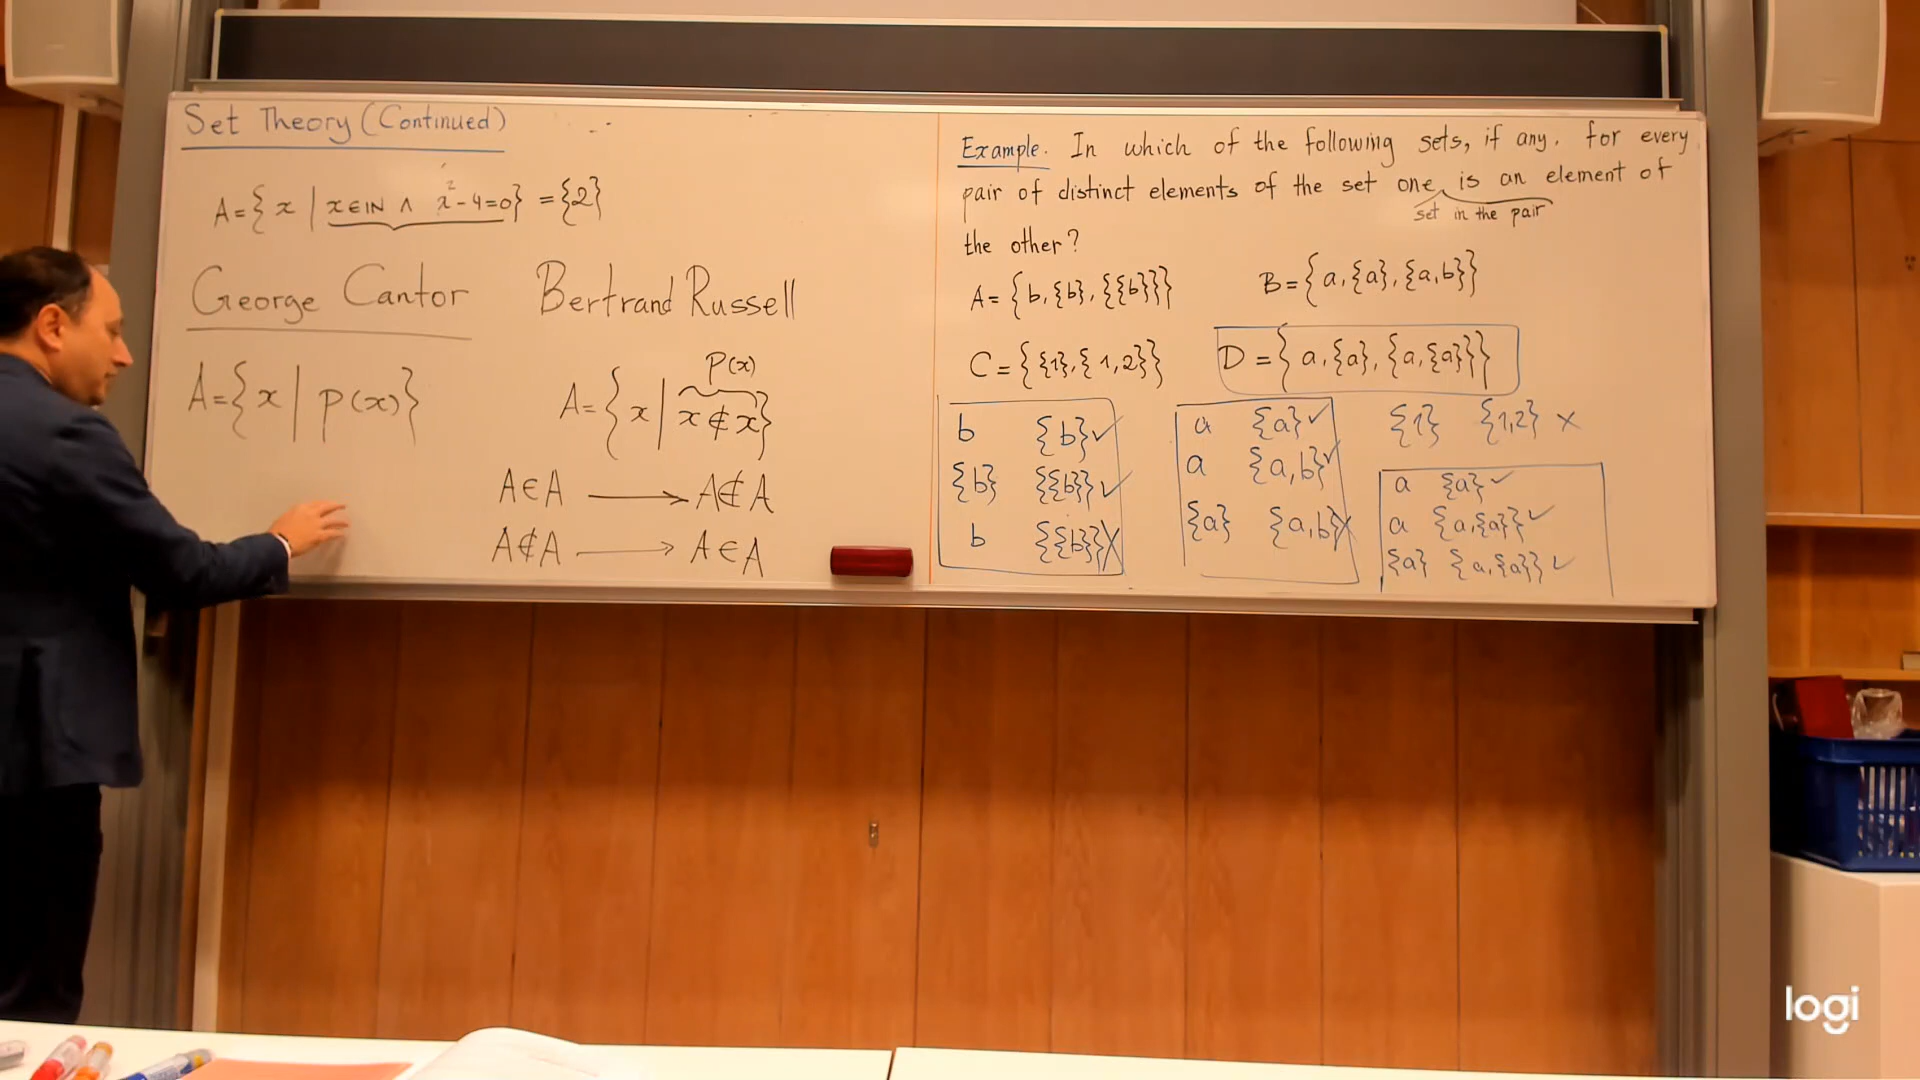 Set Theory (Continued)
A={x | x∈ℕ ∧ x²-4=0} = {2}
George Cantor Bertrand Russell
A={x | P(x)}
P(x)
A={x | x∉x}
A∈A → A∉A
A∉A → A∈A
Example. In which of the following sets, if any, for every
pair of distinct elements of the set one is an element of
set in the pair
the other?
A={b,{b},{{b}}} B={a,{a},{a,b}}
C={{1},{1,2}} D={a,{a},{a,{a}}}
b {b} ✓
{b} {{b}} ✓
b {{b}} X
a {a} ✓
a {a,b} ✓
{a} {a,b} X
{1} {1,2} ×
a {a} ✓
a {a,{a}} ✓
{a} {a,{a}} ✓
logi